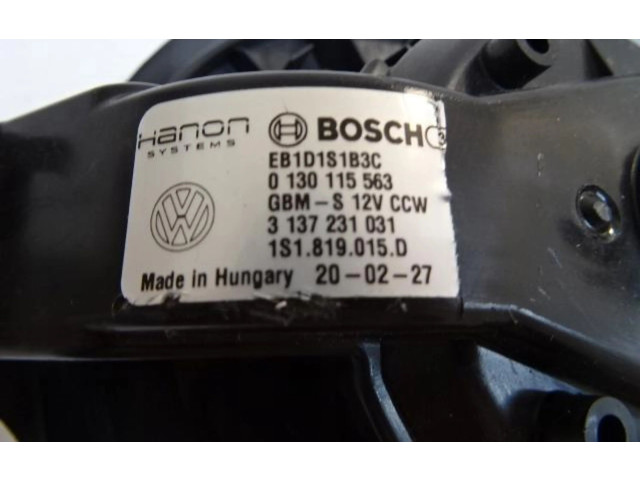 Hanon SYSTEMS BOSCH
EB1D1S1B3C
0 130 115 563
GBM-S 12V CCW
3 137 231 031
1S1.819.015.D
Made in Hungary 20-02-27